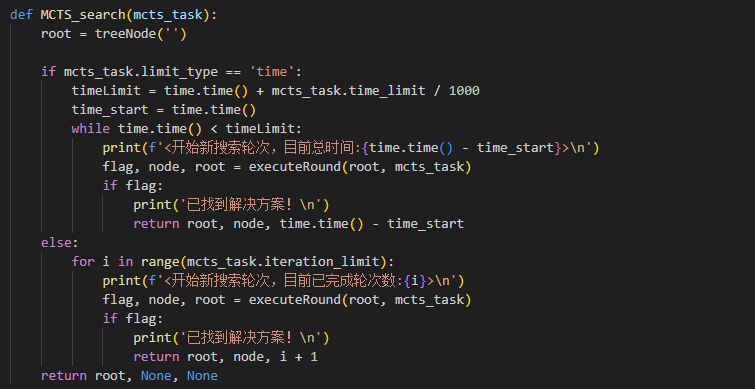 def MCTS_search(mcts_task):
    root = treeNode('')

    if mcts_task.limit_type == 'time':
        timeLimit = time.time() + mcts_task.time_limit / 1000
        time_start = time.time()
        while time.time() < timeLimit:
            print(f'<开始新搜索轮次，目前总时间:{time.time() - time_start}>\n')
            flag, node, root = executeRound(root, mcts_task)
            if flag:
                print('已找到解决方案！\n')
                return root, node, time.time() - time_start
    else:
        for i in range(mcts_task.iteration_limit):
            print(f'<开始新搜索轮次，目前已完成轮次数:{i}>\n')
            flag, node, root = executeRound(root, mcts_task)
            if flag:
                print('已找到解决方案！\n')
                return root, node, i + 1
    return root, None, None